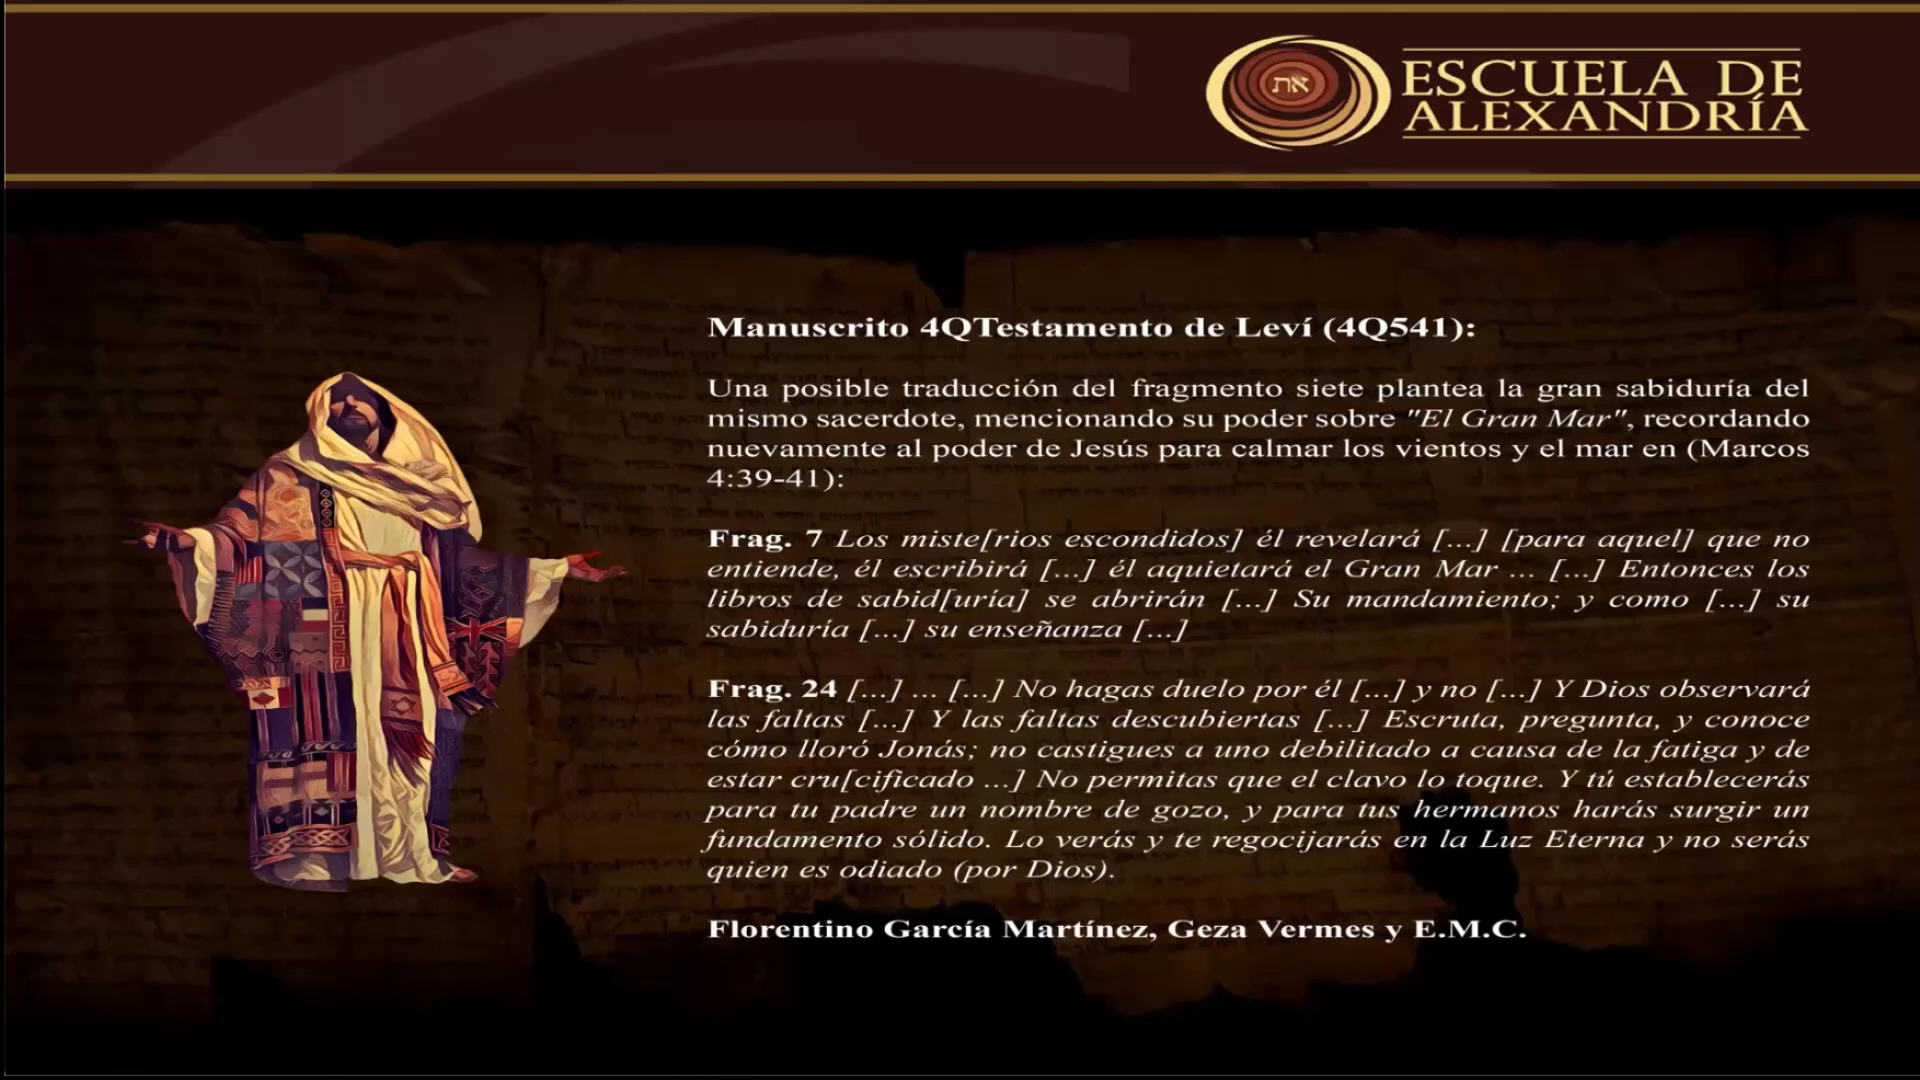 את
ESCUELA DE
ALEXANDRÍA
Manuscrito 4QTestamento de Leví (4Q541):
Una posible traducción del fragmento siete plantea la gran sabiduría del
mismo sacerdote, mencionando su poder sobre "El Gran Mar", recordando
nuevamente al poder de Jesús para calmar los vientos y el mar en (Marcos
4:39-41):
Frag. 7 Los miste[rios escondidos] él revelará [...] [para aquel] que no
entiende, él escribirá [...] él aquietará el Gran Mar ... [...] Entonces los
libros de sabid[uría] se abrirán [...] Su mandamiento; y como [...] su
sabiduría [...] su enseñanza [...]
Frag. 24 [...] ... [...] No hagas duelo por él [...] y no [...] Y Dios observará
las faltas [...] Y las faltas descubiertas [...] Escruta, pregunta, y conoce
cómo lloró Jonás; no castigues a uno debilitado a causa de la fatiga y de
estar cru[cificado ...] No permitas que el clavo lo toque. Y tú establecerás
para tu padre un nombre de gozo, y para tus hermanos harás surgir un
fundamento sólido. Lo verás y te regocijarás en la Luz Eterna y no serás
quien es odiado (por Dios).
Florentino García Martínez, Geza Vermes y E.M.C.